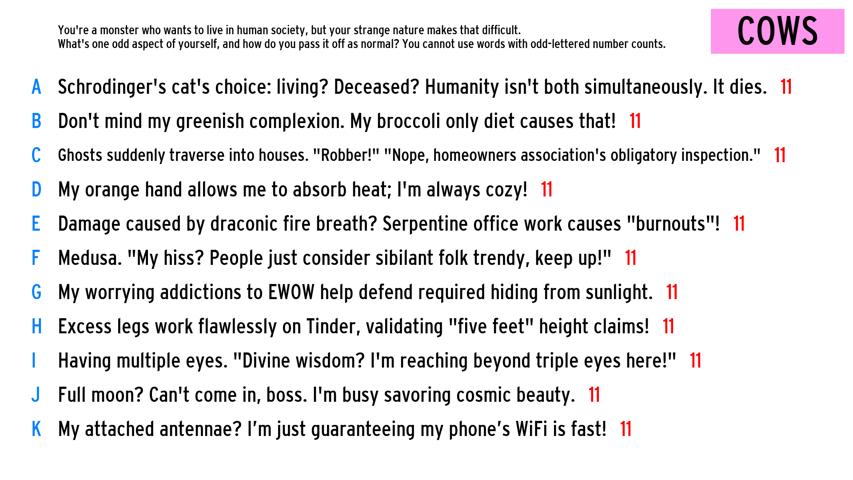 You're a monster who wants to live in human society, but your strange nature makes that difficult.
What's one odd aspect of yourself, and how do you pass it off as normal? You cannot use words with odd-lettered number counts.
COWS
A Schrodinger's cat's choice: living? Deceased? Humanity isn't both simultaneously. It dies. 11
B Don't mind my greenish complexion. My broccoli only diet causes that! 11
C Ghosts suddenly traverse into houses. "Robber!" "Nope, homeowners association's obligatory inspection." 11
D My orange hand allows me to absorb heat; I'm always cozy! 11
E Damage caused by draconic fire breath? Serpentine office work causes "burnouts"! 11
F Medusa. "My hiss? People just consider sibilant folk trendy, keep up!" 11
G My worrying addictions to EWOW help defend required hiding from sunlight. 11
H Excess legs work flawlessly on Tinder, validating "five feet" height claims! 11
I Having multiple eyes. "Divine wisdom? I'm reaching beyond triple eyes here!" 11
J Full moon? Can't come in, boss. I'm busy savoring cosmic beauty. 11
K My attached antennae? I’m just guaranteeing my phone’s WiFi is fast! 11